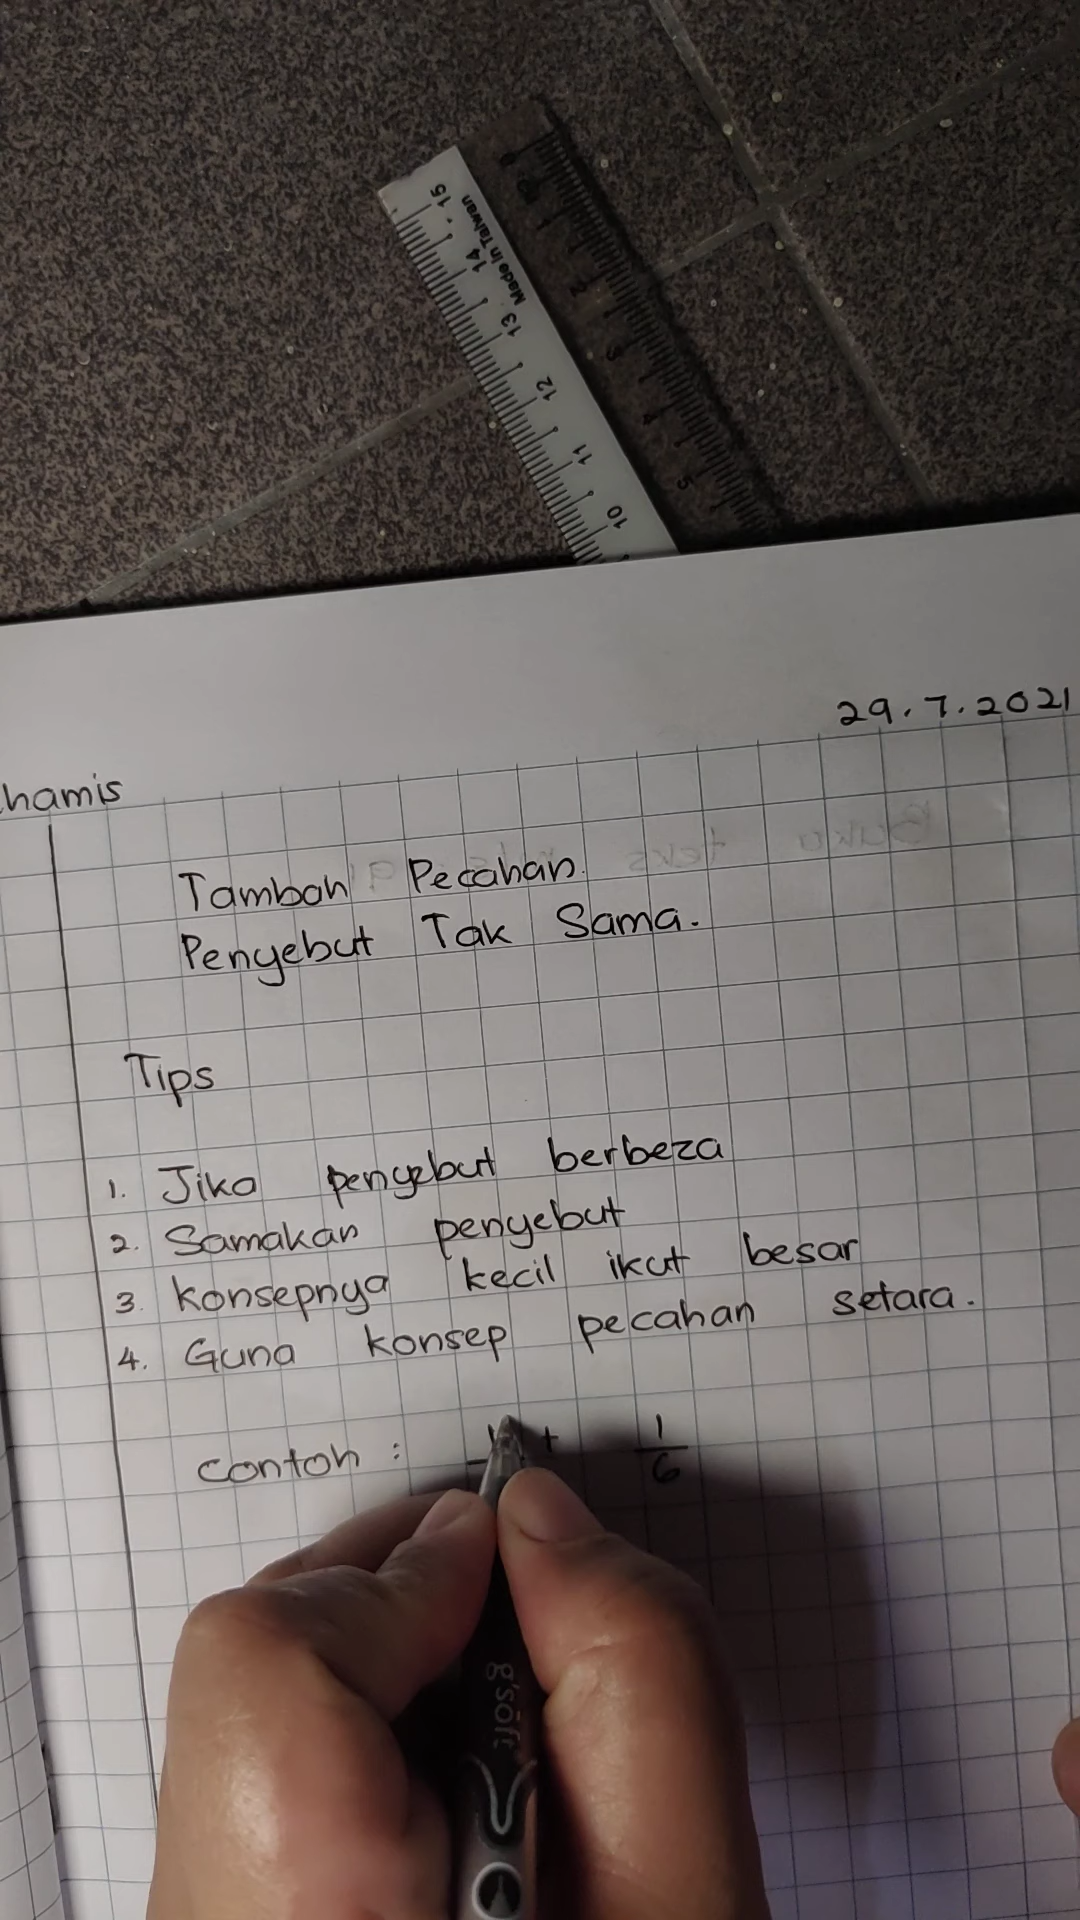 15
14
13
12
11
10
Made in Taiwan
29.7.2021
hamis
Tambah Pecahan
Penyebut Tak Sama.
Tips
1. Jika penyebut berbeza
2. Samakan penyebut
3. Konsepnya kecil ikut besar
4. Guna konsep pecahan setara.
Contoh : + 1/6
g'soft